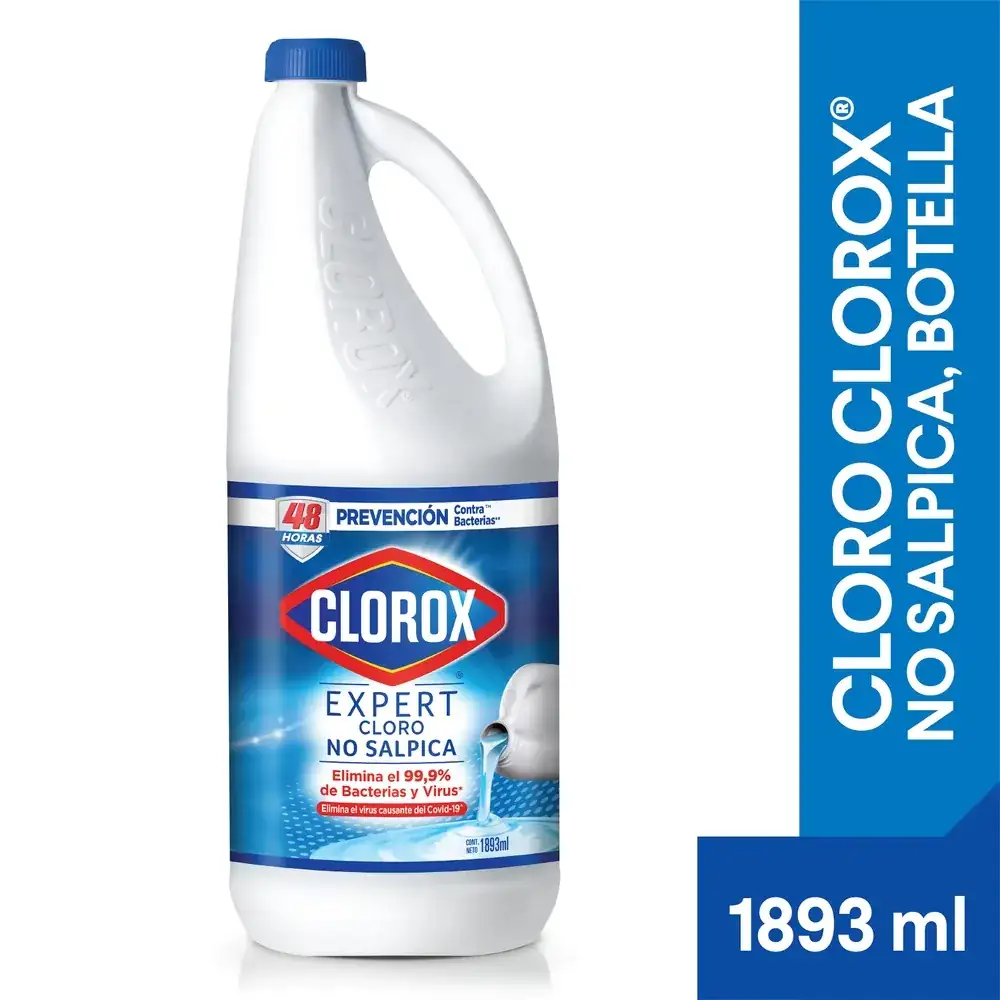 CLOROX
48
HORAS
PREVENCIÓN Contra™
Bacterias**
CLOROX
®
EXPERT
CLORO
NO SALPICA
Elimina el 99,9%
de Bacterias y Virus*
Elimina el virus causante del Covid-19*
CONT.
NETO 1893ml
CLORO CLOROX®
NO SALPICA, BOTELLA
1893 ml